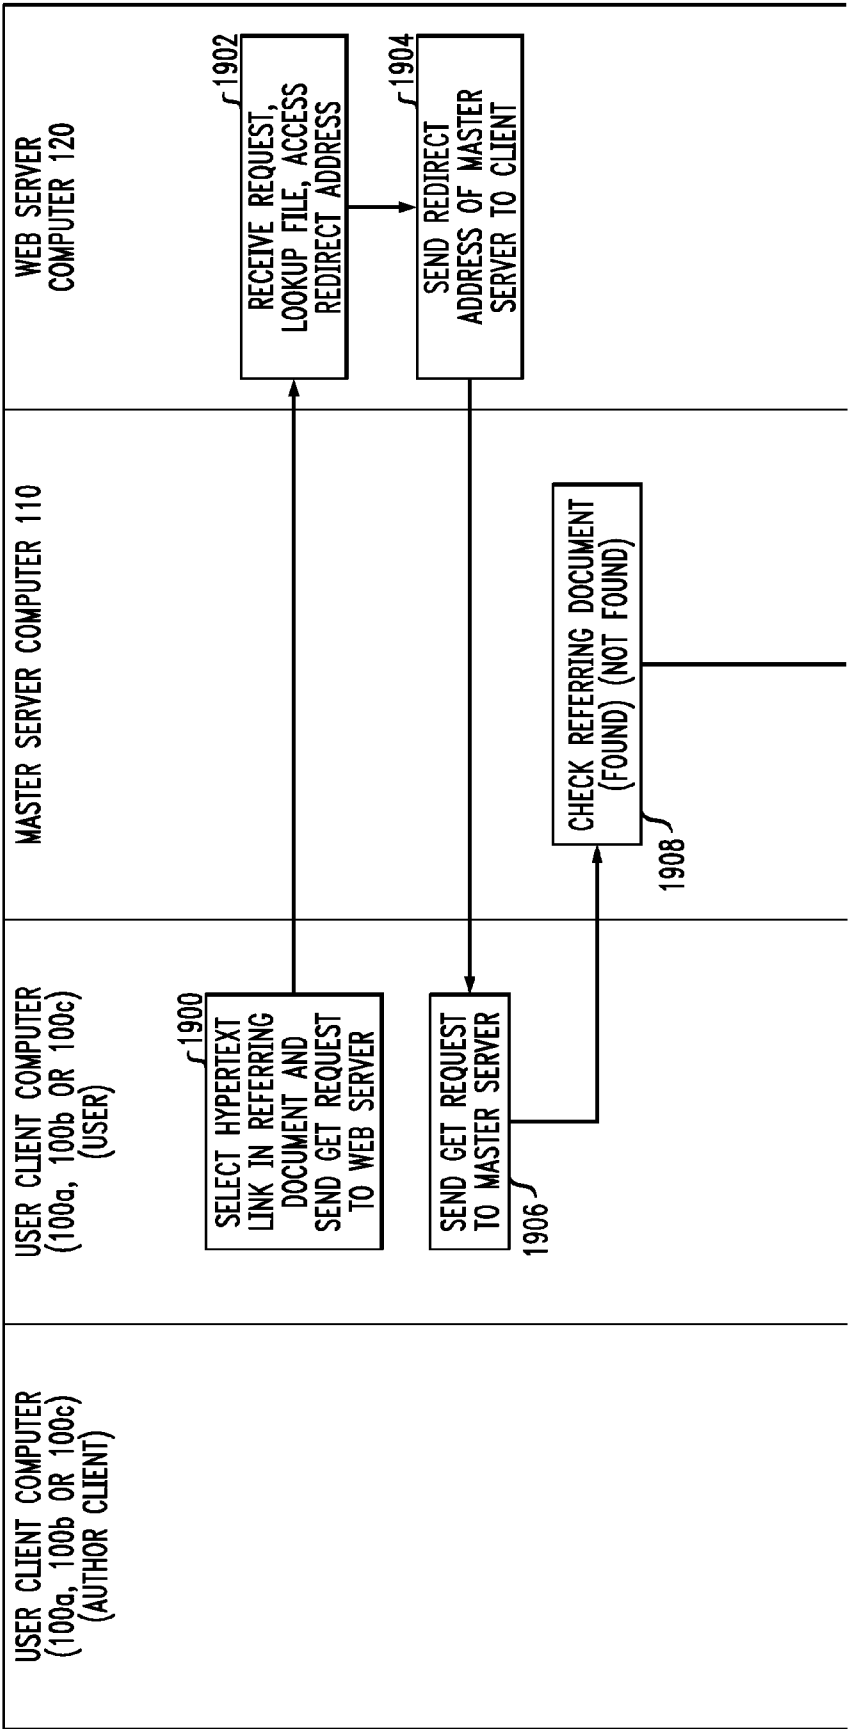 USER CLIENT COMPUTER
(100a, 100b OR 100c)
(AUTHOR CLIENT)
USER CLIENT COMPUTER
(100a, 100b OR 100c)
(USER)
MASTER SERVER COMPUTER 110
WEB SERVER
COMPUTER 120
1900
SELECT HYPERTEXT
LINK IN REFERRING
DOCUMENT AND
SEND GET REQUEST
TO WEB SERVER
1902
RECEIVE REQUEST,
LOOKUP FILE, ACCESS
REDIRECT ADDRESS
1904
SEND REDIRECT
ADDRESS OF MASTER
SERVER TO CLIENT
SEND GET REQUEST
TO MASTER SERVER
1906
CHECK REFERRING DOCUMENT
(FOUND) (NOT FOUND)
1908